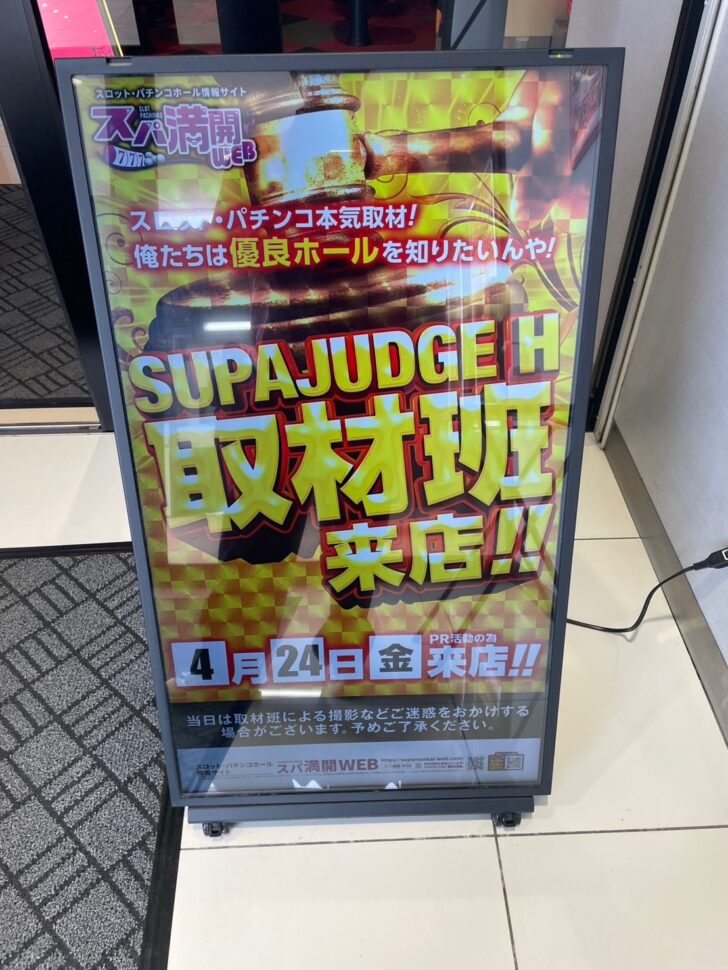 スロット・パチンコホール情報サイト
SLOT
PACHINKO
スパ満開
777
WEB
スロット・パチンコ本気取材!
俺たちは優良ホールを知りたいんや!
SUPAJUDGE H
取材班
来店!!
PR活動の為
4月24日 金 来店!!
当日は取材班による撮影などご迷惑をおかけする
場合がございます。予めご了承ください。
スロット・パチンコホール
情報サイト
スパ満開WEB
https://supamankai-web.com/